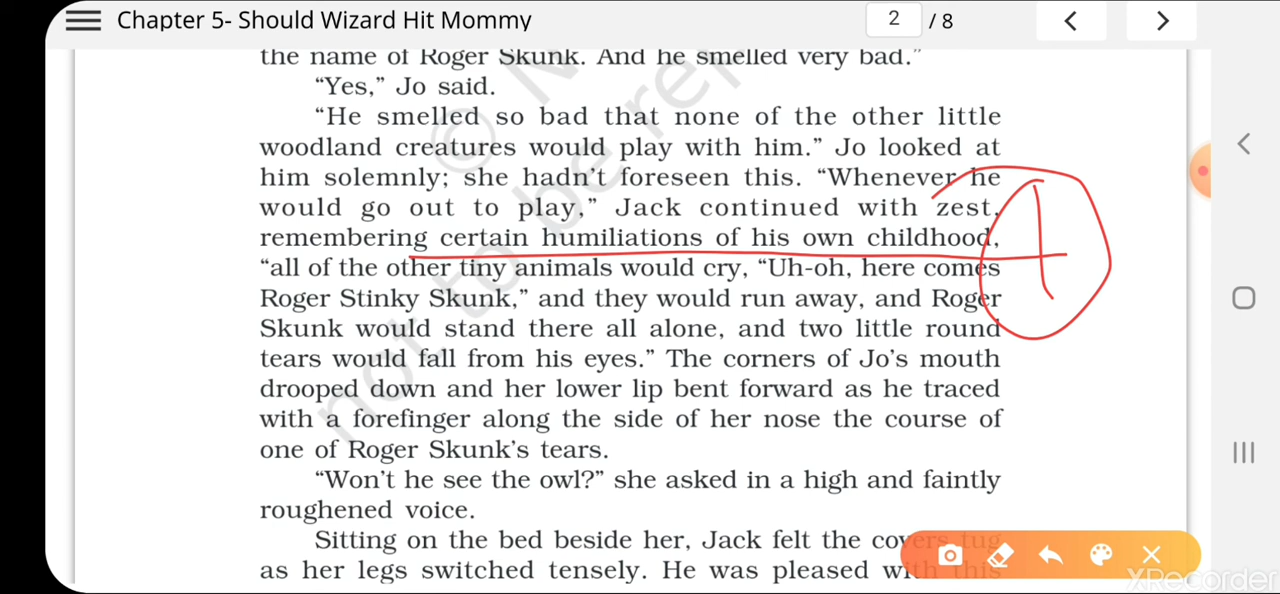 Chapter 5- Should Wizard Hit Mommy
2 / 8
the name of Roger Skunk. And he smelled very bad.”
“Yes,” Jo said.
“He smelled so bad that none of the other little
woodland creatures would play with him.” Jo looked at
him solemnly; she hadn’t foreseen this. “Whenever he
would go out to play,” Jack continued with zest,
remembering certain humiliations of his own childhood,
“all of the other tiny animals would cry, “Uh-oh, here comes
Roger Stinky Skunk,” and they would run away, and Roger
Skunk would stand there all alone, and two little round
tears would fall from his eyes.” The corners of Jo’s mouth
drooped down and her lower lip bent forward as he traced
with a forefinger along the side of her nose the course of
one of Roger Skunk’s tears.
“Won’t he see the owl?” she asked in a high and faintly
roughened voice.
Sitting on the bed beside her, Jack felt the covers tug
as her legs switched tensely. He was pleased with this
XRecorder